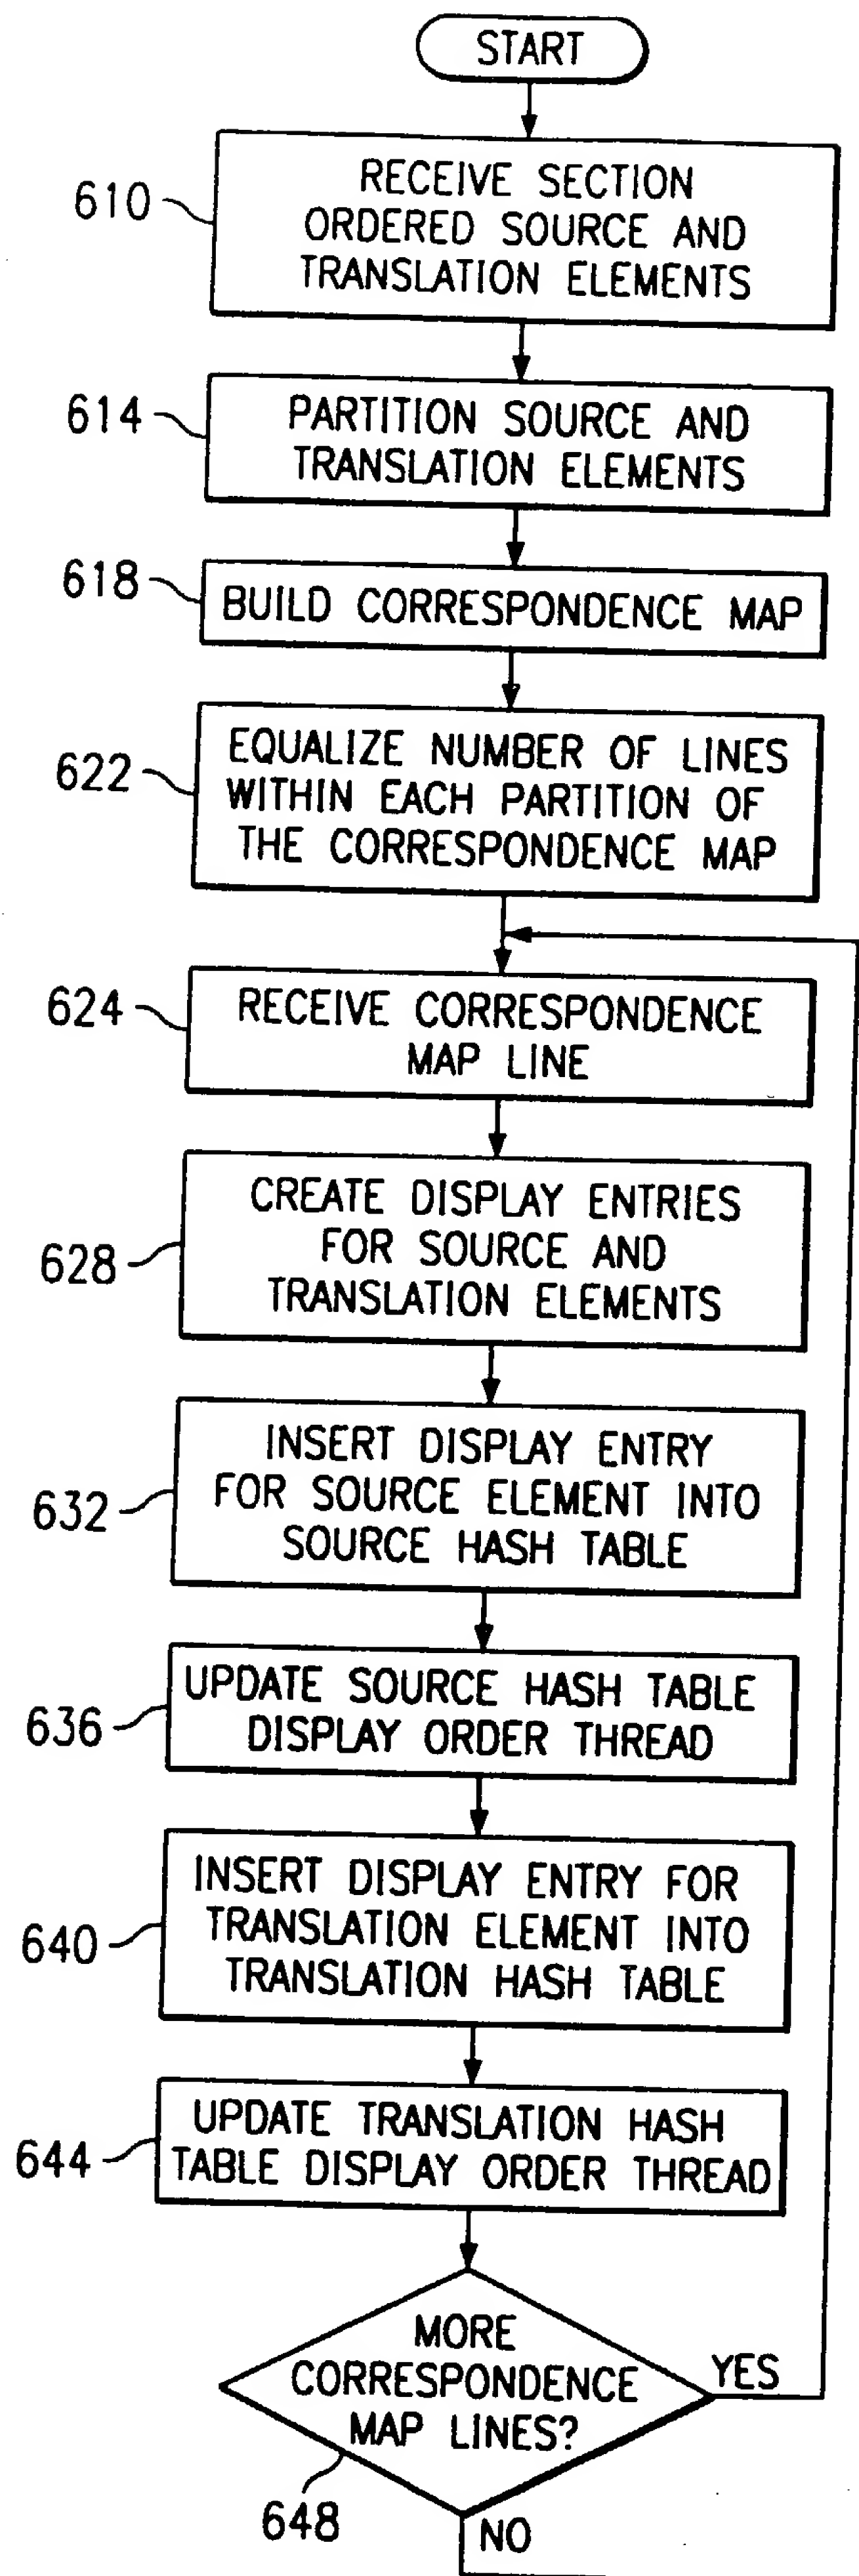 START
610
RECEIVE SECTION
ORDERED SOURCE AND
TRANSLATION ELEMENTS
614
PARTITION SOURCE AND
TRANSLATION ELEMENTS
618
BUILD CORRESPONDENCE MAP
622
EQUALIZE NUMBER OF LINES
WITHIN EACH PARTITION OF
THE CORRESPONDENCE MAP
624
RECEIVE CORRESPONDENCE
MAP LINE
628
CREATE DISPLAY ENTRIES
FOR SOURCE AND
TRANSLATION ELEMENTS
632
INSERT DISPLAY ENTRY
FOR SOURCE ELEMENT INTO
SOURCE HASH TABLE
636
UPDATE SOURCE HASH TABLE
DISPLAY ORDER THREAD
640
INSERT DISPLAY ENTRY FOR
TRANSLATION ELEMENT INTO
TRANSLATION HASH TABLE
644
UPDATE TRANSLATION HASH
TABLE DISPLAY ORDER THREAD
MORE
CORRESPONDENCE
MAP LINES?
YES
648
NO